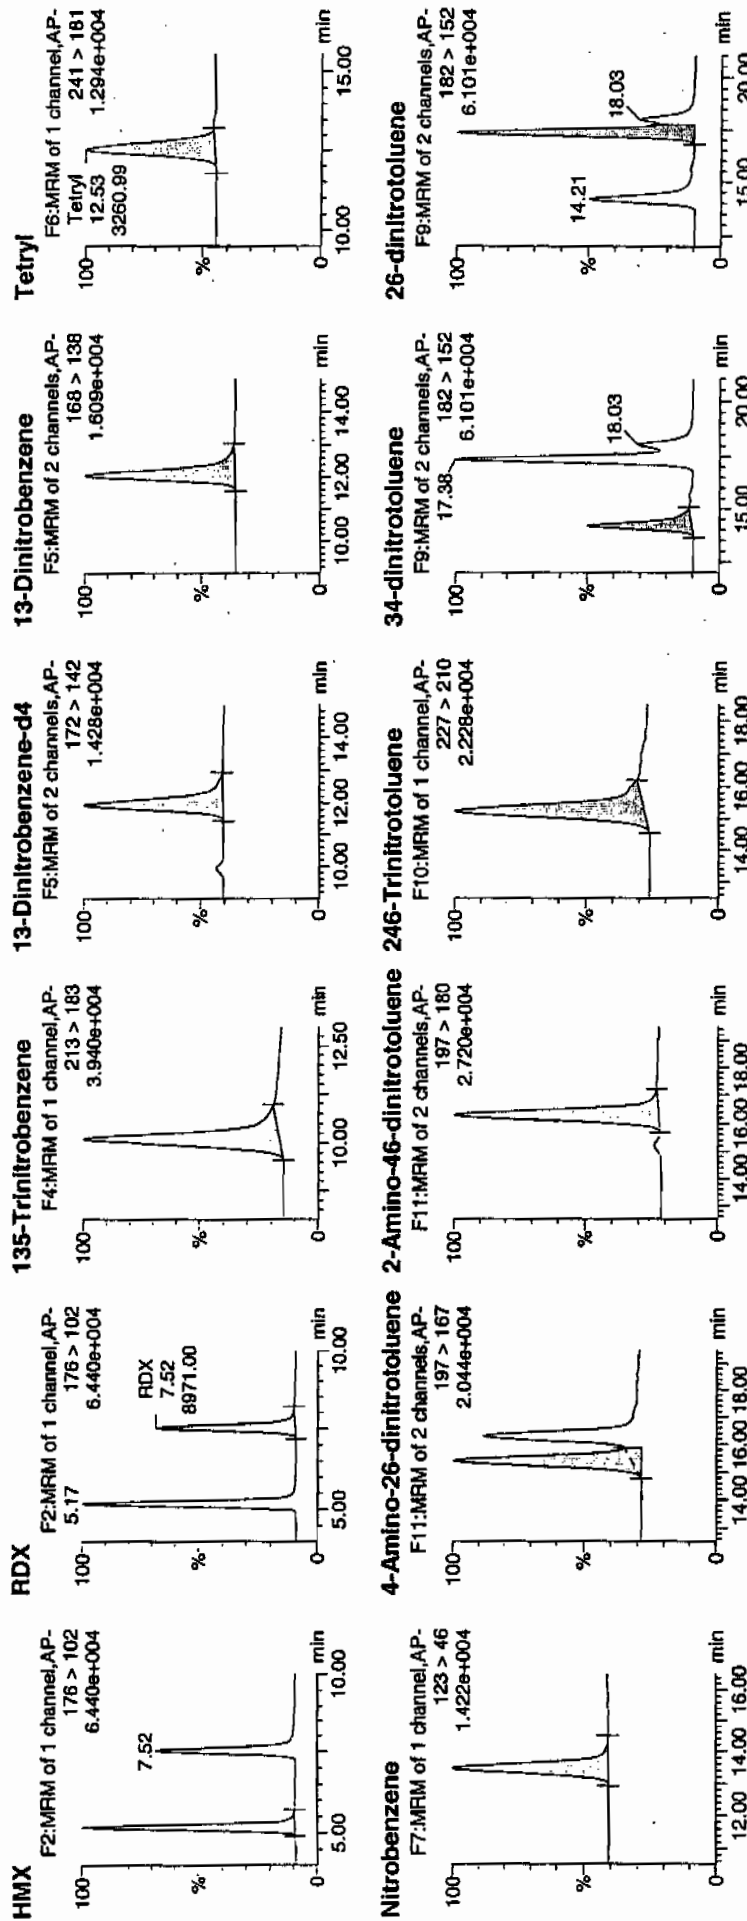 HMX
F2:MRM of 1 channel,AP-
176 > 102
6.440e+004
100
7.52
%
0
5.00
10.00
min
RDX
F2:MRM of 1 channel,AP-
5.17
176 > 102
6.440e+004
100
RDX
7.52
8971.00
%
0
5.00
10.00
min
135-Trinitrobenzene
F4:MRM of 1 channel,AP-
213 > 183
3.940e+004
100
%
0
10.00
12.50
min
13-Dinitrobenzene-d4
F5:MRM of 2 channels,AP-
172 > 142
1.428e+004
100
%
0
10.00
12.00
14.00
min
13-Dinitrobenzene
F5:MRM of 2 channels,AP-
168 > 138
1.609e+004
100
%
0
10.00
12.00
14.00
min
Tetryl
F6:MRM of 1 channel,AP-
Tetryl
241 > 181
12.53
1.294e+004
3260.99
100
%
0
10.00
15.00
min
Nitrobenzene
F7:MRM of 1 channel,AP-
123 > 46
1.422e+004
100
%
0
12.00
14.00
16.00
min
4-Amino-26-dinitrotoluene
F11:MRM of 2 channels,AP-
197 > 167
2.044e+004
100
%
0
14.00
16.00
18.00
min
2-Amino-46-dinitrotoluene
F11:MRM of 2 channels,AP-
197 > 180
2.720e+004
100
%
0
14.00
16.00
18.00
min
246-Trinitrotoluene
F10:MRM of 1 channel,AP-
227 > 210
2.228e+004
100
%
0
14.00
16.00
18.00
min
34-dinitrotoluene
F9:MRM of 2 channels,AP-
17.38
182 > 152
6.101e+004
100
18.03
%
0
15.00
20.00
min
26-dinitrotoluene
F9:MRM of 2 channels,AP-
182 > 152
6.101e+004
100
18.03
14.21
%
0
15.00
20.00
min